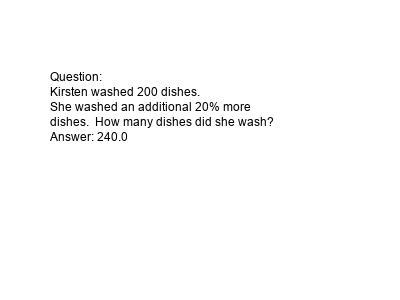 Question:
Kirsten washed 200 dishes.
She washed an additional 20% more
dishes.  How many dishes did she wash?
Answer: 240.0